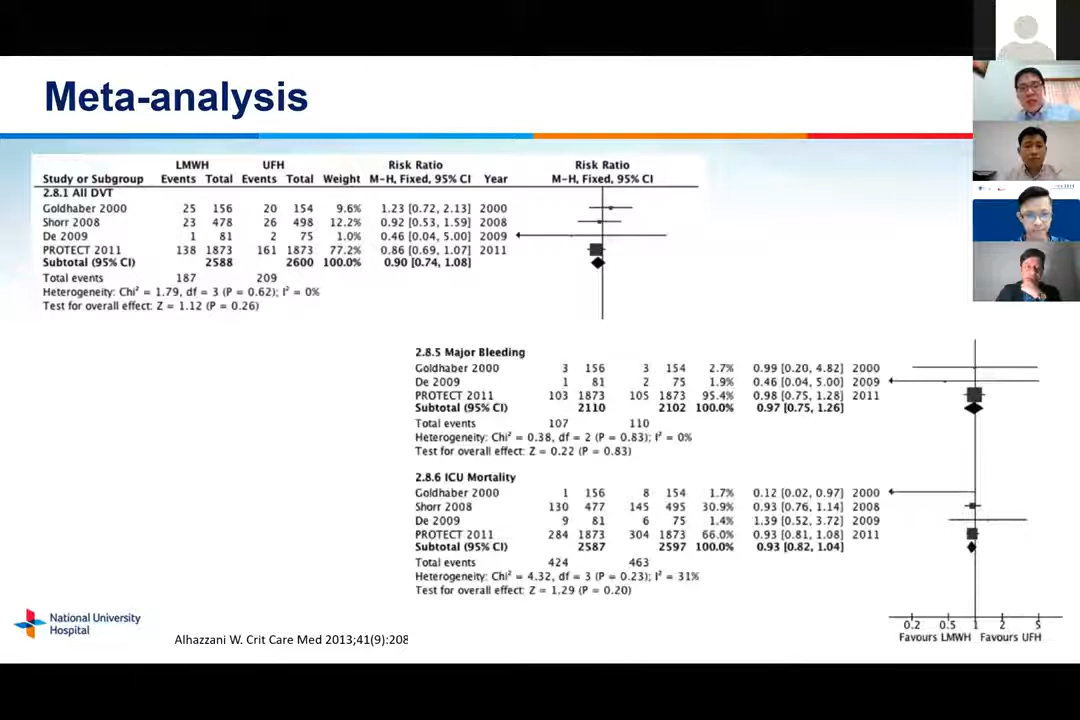 Meta-analysis
LMWH UFH Risk Ratio Risk Ratio
Study or Subgroup Events Total Events Total Weight M-H, Fixed, 95% CI Year M-H, Fixed, 95% CI
2.8.1 All DVT
Goldhaber 2000 25 156 20 154 9.6% 1.23 [0.72, 2.13] 2000
Shorr 2008 23 478 26 498 12.2% 0.92 [0.53, 1.59] 2008
De 2009 1 81 2 75 1.0% 0.46 [0.04, 5.00] 2009
PROTECT 2011 138 1873 161 1873 77.2% 0.86 [0.69, 1.07] 2011
Subtotal (95% CI) 2588 2600 100.0% 0.90 [0.74, 1.08]
Total events 187 209
Heterogeneity: Chi² = 1.79, df = 3 (P = 0.62); I² = 0%
Test for overall effect: Z = 1.12 (P = 0.26)
2.8.5 Major Bleeding
Goldhaber 2000 3 156 3 154 2.7% 0.99 [0.20, 4.82] 2000
De 2009 1 81 2 75 1.9% 0.46 [0.04, 5.00] 2009
PROTECT 2011 103 1873 105 1873 95.4% 0.98 [0.75, 1.28] 2011
Subtotal (95% CI) 2110 2102 100.0% 0.97 [0.75, 1.26]
Total events 107 110
Heterogeneity: Chi² = 0.38, df = 2 (P = 0.83); I² = 0%
Test for overall effect: Z = 0.22 (P = 0.83)
2.8.6 ICU Mortality
Goldhaber 2000 1 156 8 154 1.7% 0.12 [0.02, 0.97] 2000
Shorr 2008 130 477 145 495 30.9% 0.93 [0.76, 1.14] 2008
De 2009 9 81 6 75 1.4% 1.39 [0.52, 3.72] 2009
PROTECT 2011 284 1873 304 1873 66.0% 0.93 [0.81, 1.08] 2011
Subtotal (95% CI) 2587 2597 100.0% 0.93 [0.82, 1.04]
Total events 424 463
Heterogeneity: Chi² = 4.32, df = 3 (P = 0.23); I² = 31%
Test for overall effect: Z = 1.29 (P = 0.20)
0.2 0.5 1 2 5
Favours LMWH Favours UFH
National University
Hospital
Alhazzani W. Crit Care Med 2013;41(9):208